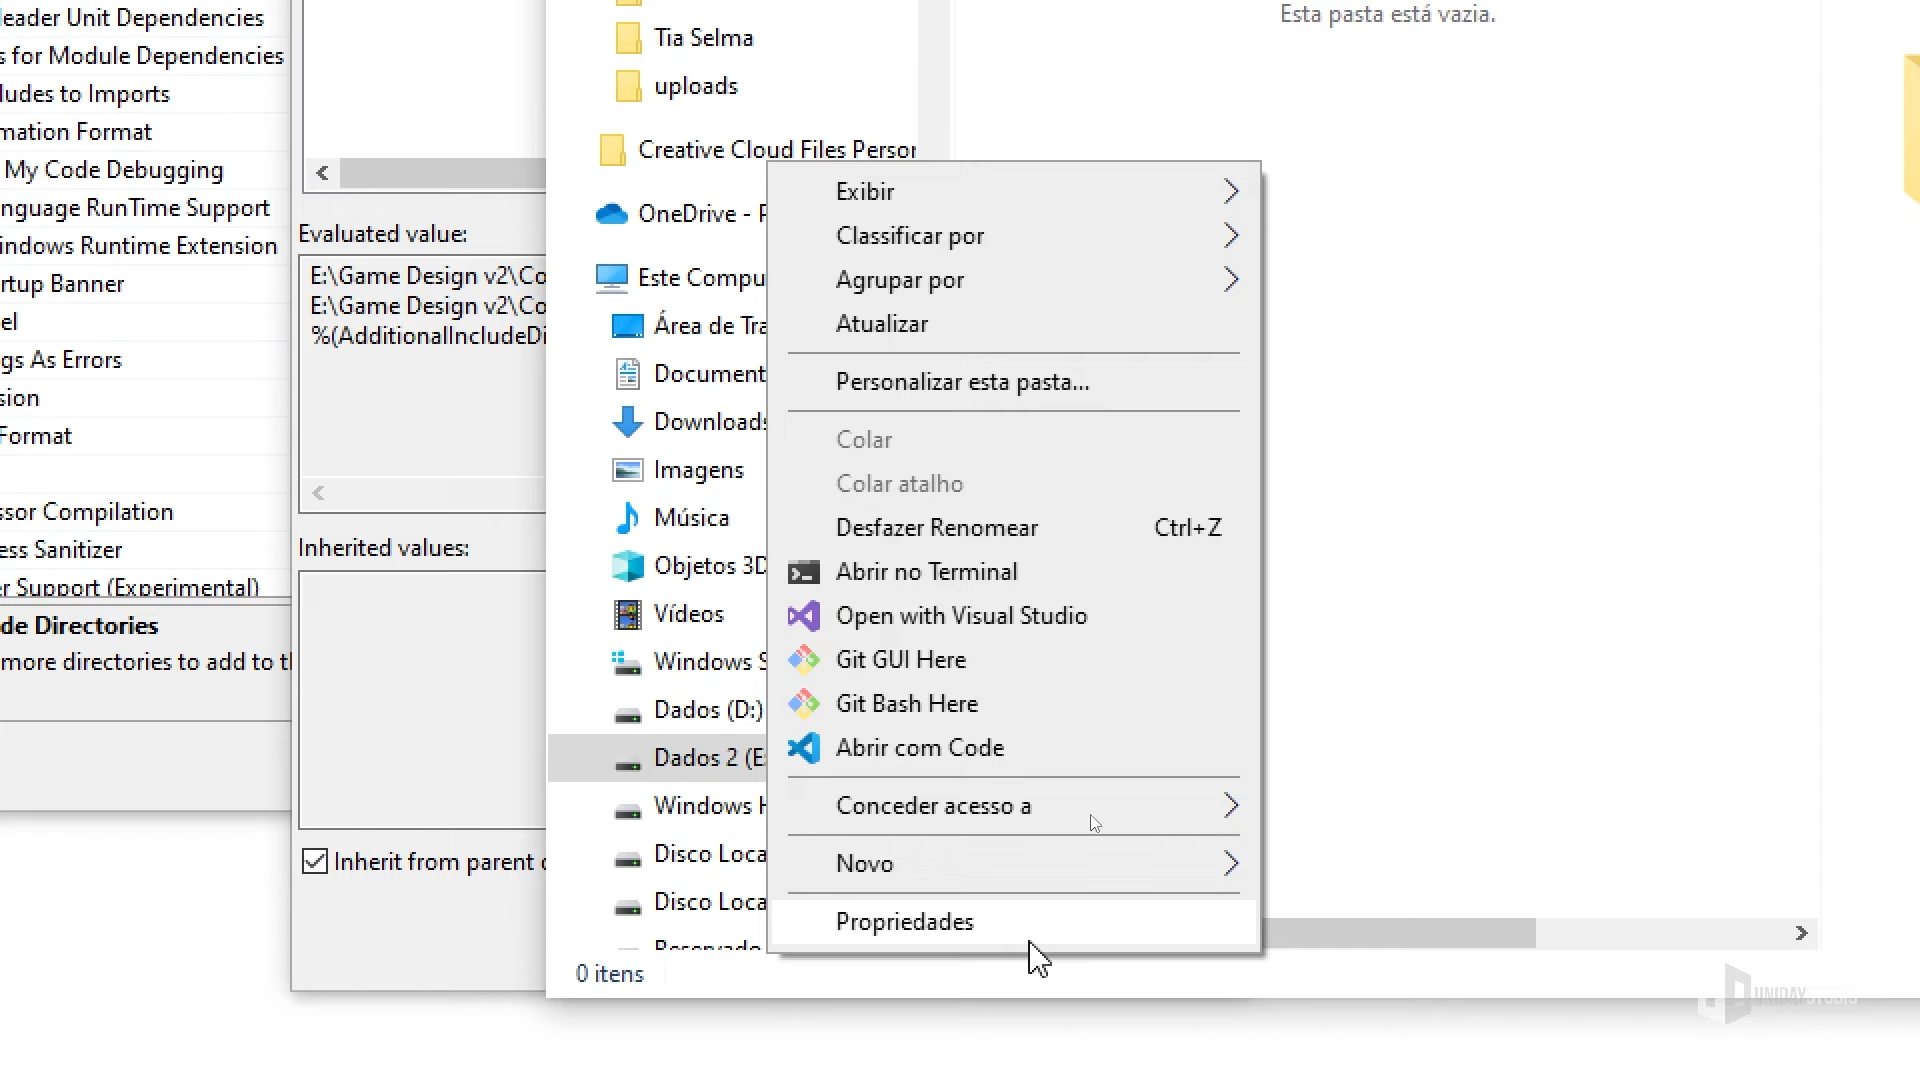 eader Unit Dependencies
s for Module Dependencies
ludes to Imports
mation Format
My Code Debugging
nguage RunTime Support
indows Runtime Extension
rtup Banner
el
gs As Errors
sion
Format
ssor Compilation
ess Sanitizer
er Support (Experimental)
de Directories
more directories to add to th
Evaluated value:
E:\Game Design v2\Co
E:\Game Design v2\Co
%(AdditionalIncludeDi
Inherited values:
Inherit from parent o
Tia Selma
uploads
Creative Cloud Files Person
OneDrive - P
Este Compu
Área de Tra
Document
Downloads
Imagens
Música
Objetos 3D
Vídeos
Windows S
Dados (D:)
Dados 2 (E:
Windows H
Disco Loca
Disco Loca
Reservado
0 itens
Esta pasta está vazia.
Exibir
Classificar por
Agrupar por
Atualizar
Personalizar esta pasta...
Colar
Colar atalho
Desfazer Renomear Ctrl+Z
Abrir no Terminal
Open with Visual Studio
Git GUI Here
Git Bash Here
Abrir com Code
Conceder acesso a
Novo
Propriedades
UNIDAY STUDIO